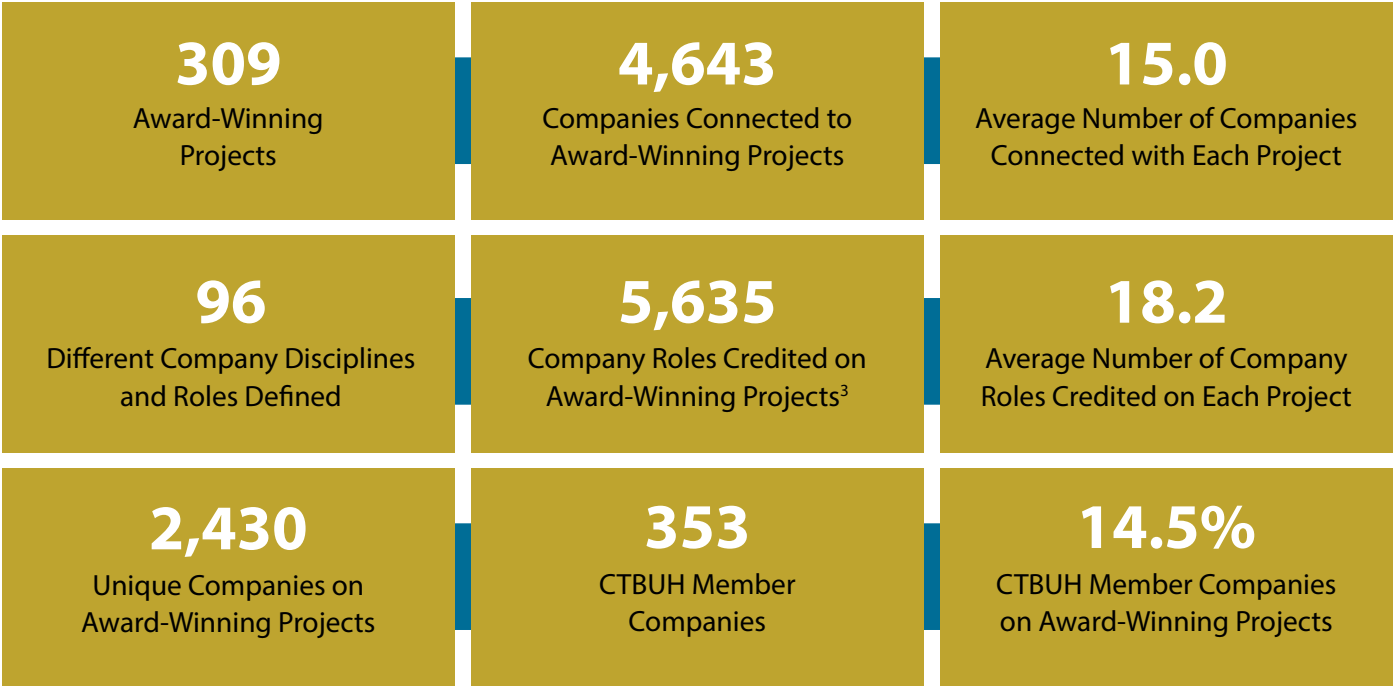 309
Award-Winning
Projects
4,643
Companies Connected to
Award-Winning Projects
15.0
Average Number of Companies
Connected with Each Project
96
Different Company Disciplines
and Roles Defined
5,635
Company Roles Credited on
Award-Winning Projects³
18.2
Average Number of Company
Roles Credited on Each Project
2,430
Unique Companies on
Award-Winning Projects
353
CTBUH Member
Companies
14.5%
CTBUH Member Companies
on Award-Winning Projects